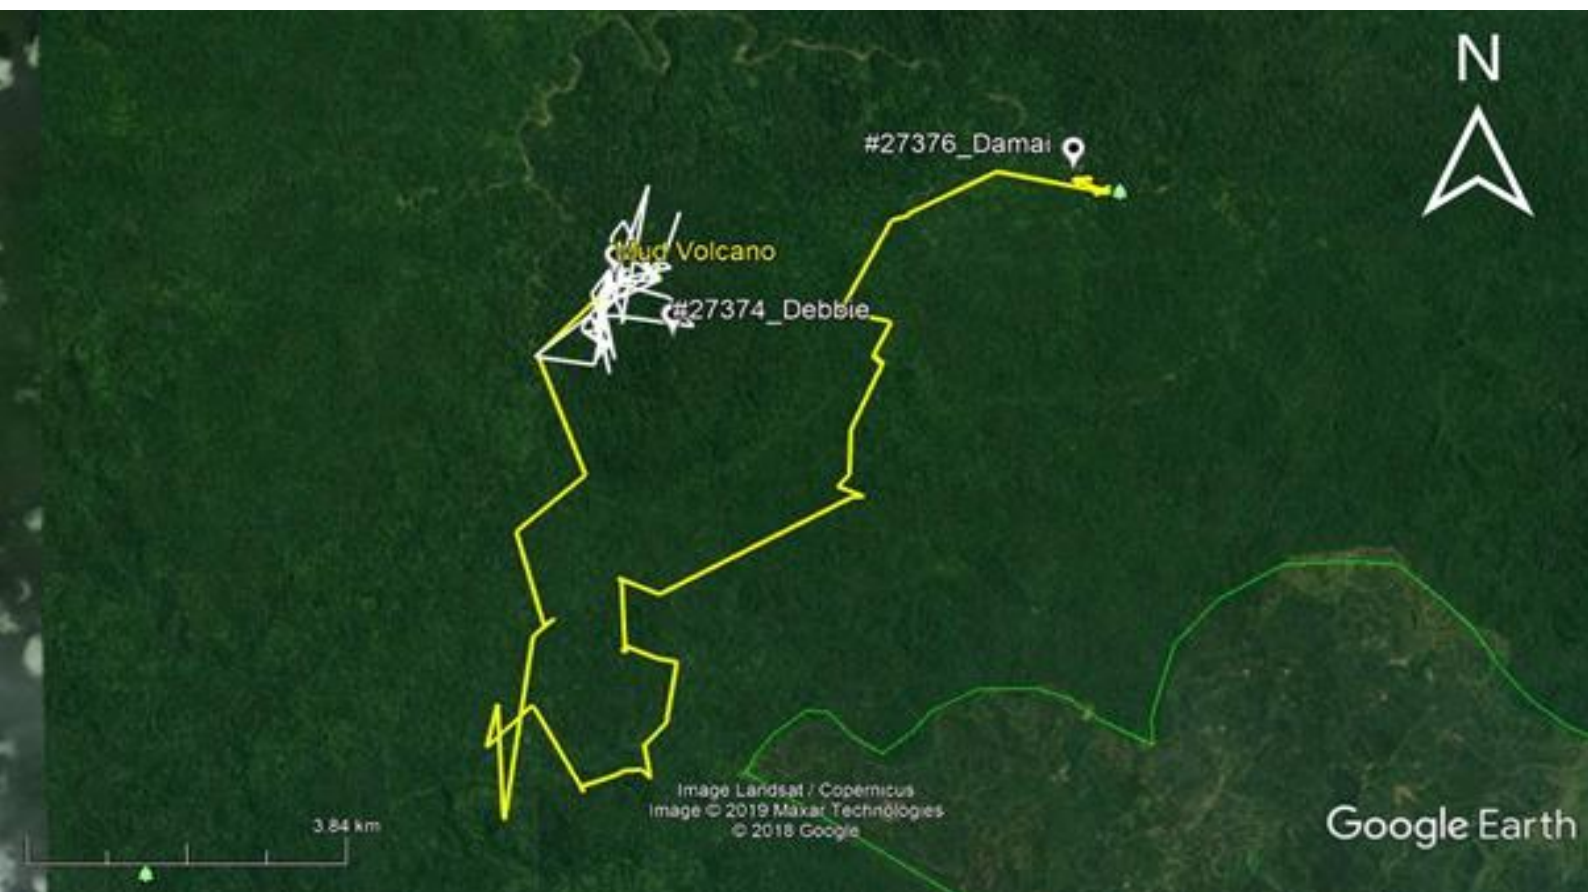 N
#27376_Damai
Mud Volcano
#27374_Debbie
Image Landsat / Copernicus
Image © 2019 Maxar Technologies
© 2018 Google
3.84 km
Google Earth